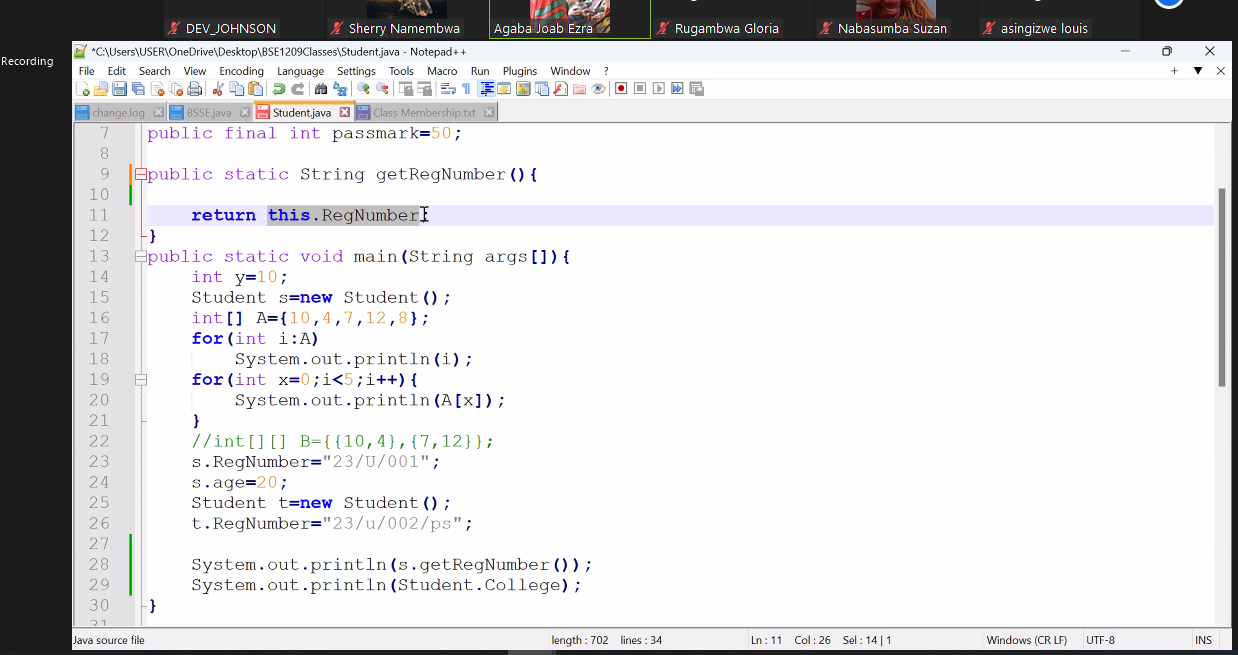 DEV_JOHNSON Sherry Namembwa Agaba Joab Ezra Rugambwa Gloria Nabasumba Suzan asingizwe louis
Recording
*C:\Users\USER\OneDrive\Desktop\BSE1209Classes\Student.java - Notepad++
File Edit Search View Encoding Language Settings Tools Macro Run Plugins Window ?
change.log BSSE.java Student.java Class Membership.txt
7 public final int passmark=50;
8
9 public static String getRegNumber(){
10
11 return this.RegNumber;
12 }
13 public static void main(String args[]){
14 int y=10;
15 Student s=new Student();
16 int[] A={10,4,7,12,8};
17 for(int i:A)
18 System.out.println(i);
19 for(int x=0;i<5;i++){
20 System.out.println(A[x]);
21 }
22 //int[][] B={{10,4},{7,12}};
23 s.RegNumber="23/U/001";
24 s.age=20;
25 Student t=new Student();
26 t.RegNumber="23/u/002/ps";
27
28 System.out.println(s.getRegNumber());
29 System.out.println(Student.College);
30 }
31
Java source file length : 702 lines : 34 Ln : 11 Col : 26 Sel : 14 | 1 Windows (CR LF) UTF-8 INS